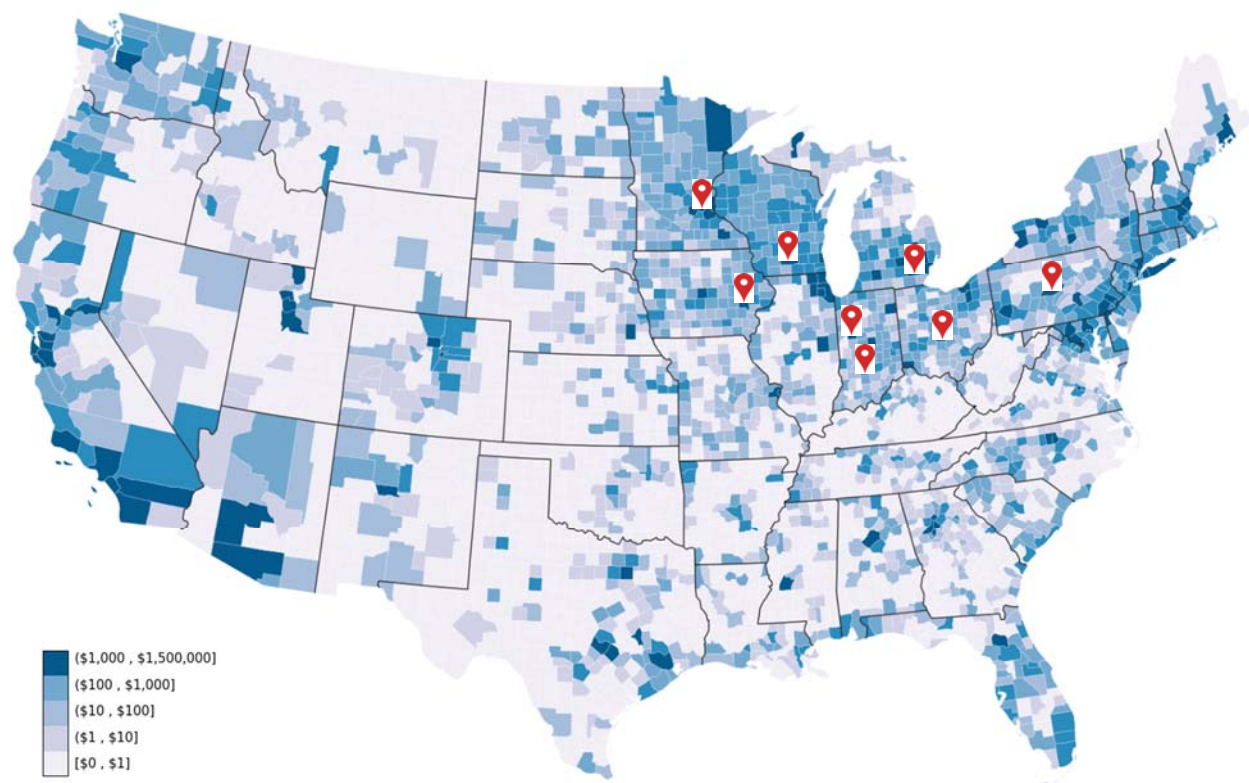 ($1,000 , $1,500,000]
($100 , $1,000]
($10 , $100]
($1 , $10]
[$0 , $1]